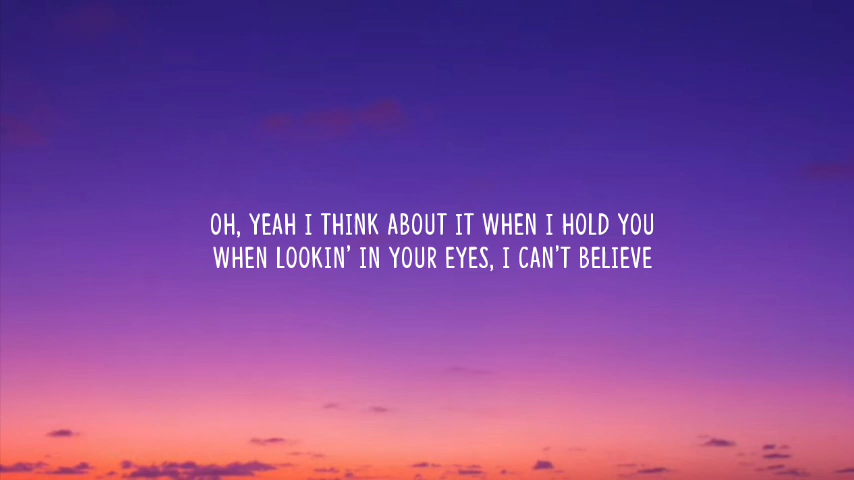 OH, YEAH I THINK ABOUT IT WHEN I HOLD YOU
WHEN LOOKIN' IN YOUR EYES, I CAN'T BELIEVE